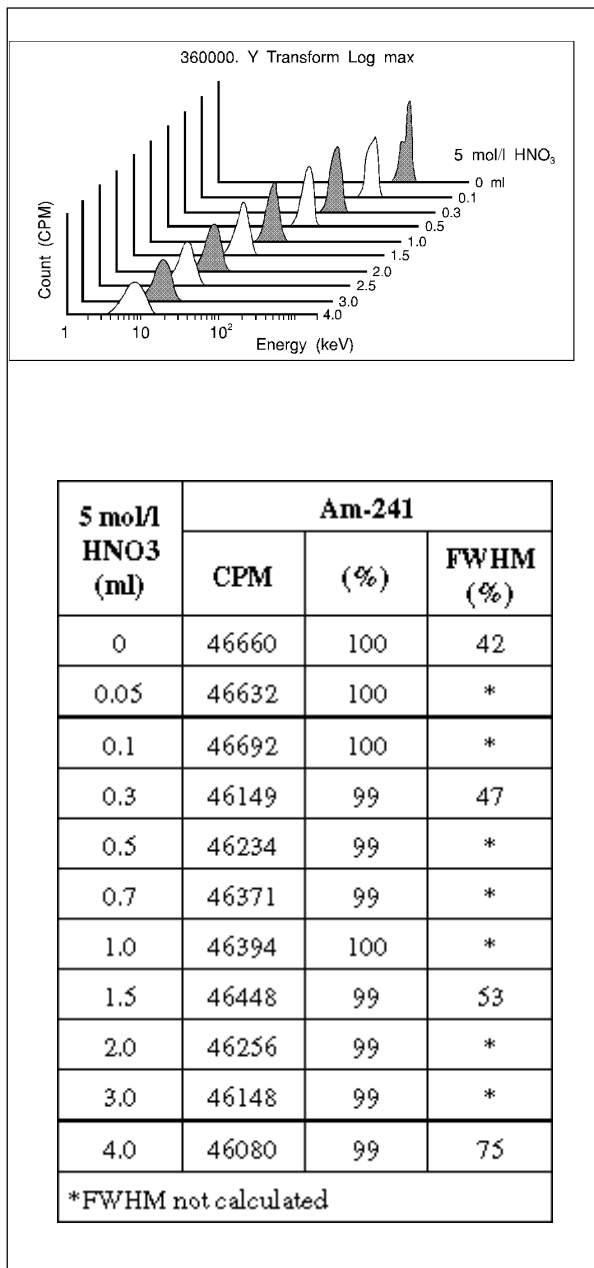 360000. Y Transform Log max
5 mol/l HNO₃
0 ml
0.1
0.3
0.5
1.0
1.5
2.0
2.5
3.0
4.0
Count (CPM)
1 10 10² 
Energy (keV)
5 mol/l HNO3 (ml) Am-241
CPM (%) FWHM (%)
0 46660 100 42
0.05 46632 100 *
0.1 46692 100 *
0.3 46149 99 47
0.5 46234 99 *
0.7 46371 99 *
1.0 46394 100 *
1.5 46448 99 53
2.0 46256 99 *
3.0 46148 99 *
4.0 46080 99 75
*FWHM not calculated